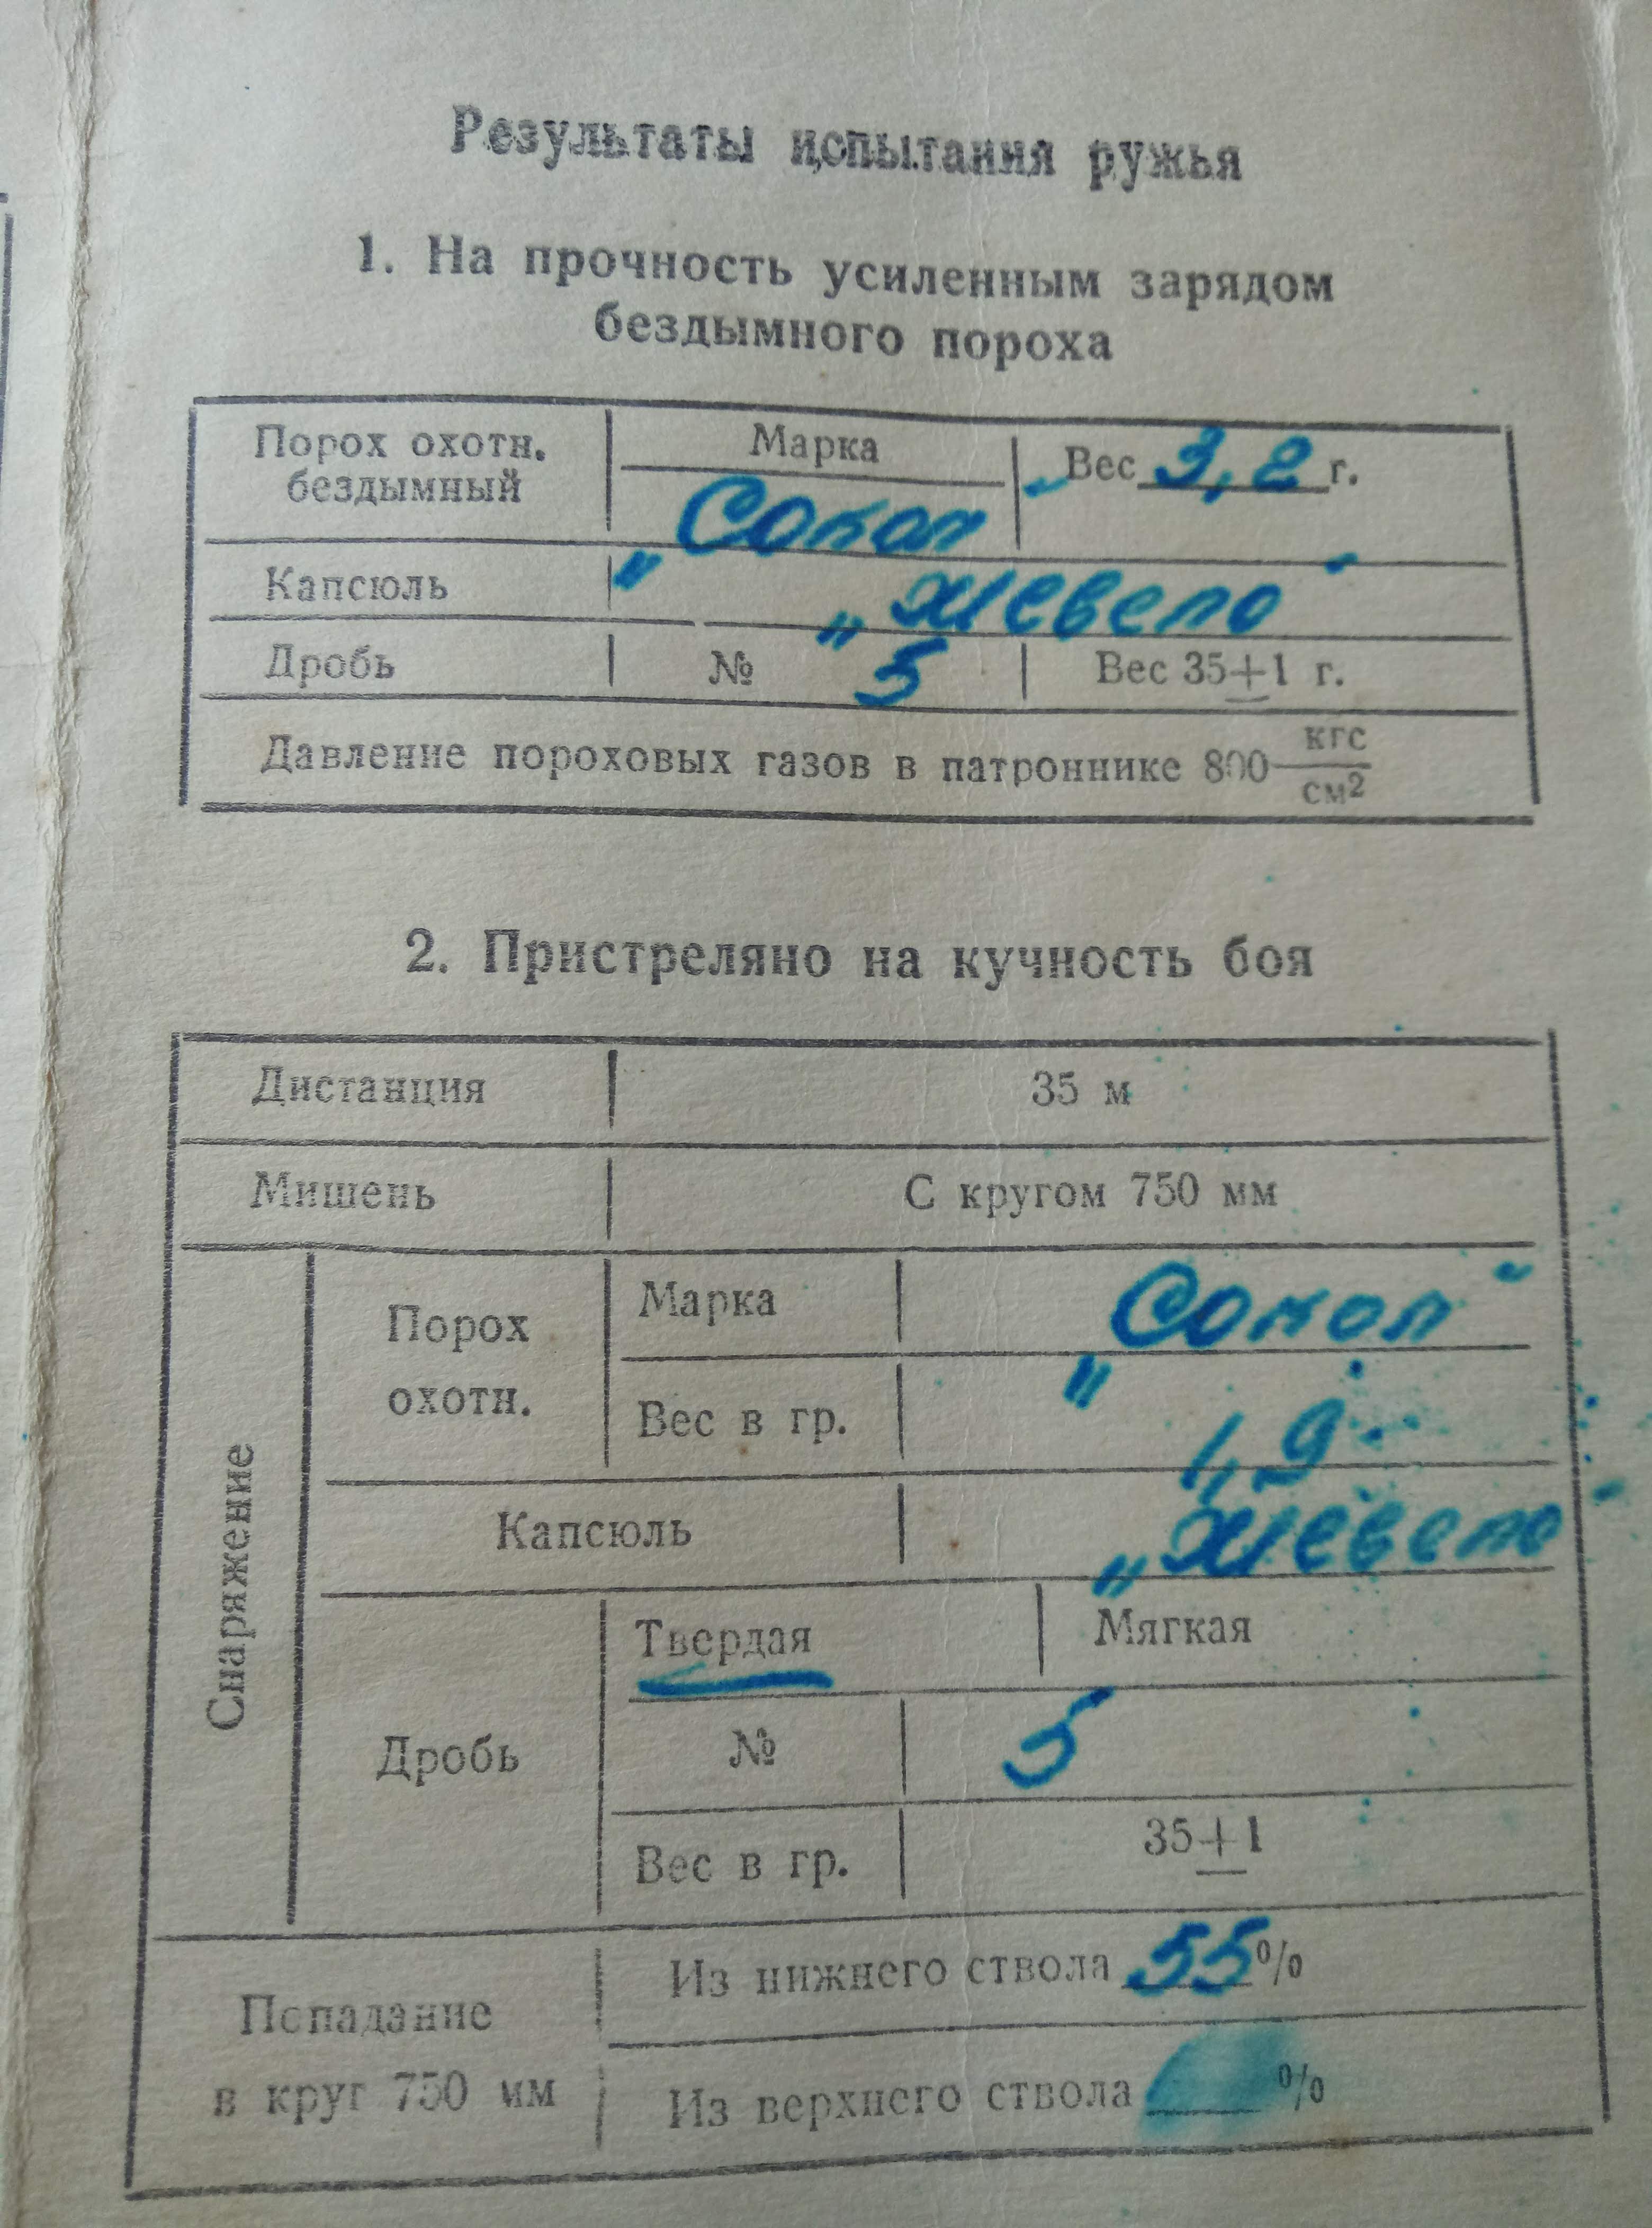 Результаты испытания ружья
1. На прочность усиленным зарядом
бездымного пороха
Порох охотн.
бездымный
Марка
„Сокол“
Вес 3,2 г.
Капсюль
„Жевело“
Дробь
№ 5
Вес 35±1 г.
Давление пороховых газов в патроннике 800 кгс/см²
2. Пристреляно на кучность боя
Дистанция
35 м
Мишень
С кругом 750 мм
Снаряжение
Порох
охотн.
Марка
„Сокол“
Вес в гр.
1,9
Капсюль
„Жевело“
Дробь
Твердая
Мягкая
№
5
Вес в гр.
35±1
Попадание
в круг 750 мм
Из нижнего ствола 55%
Из верхнего ствола %